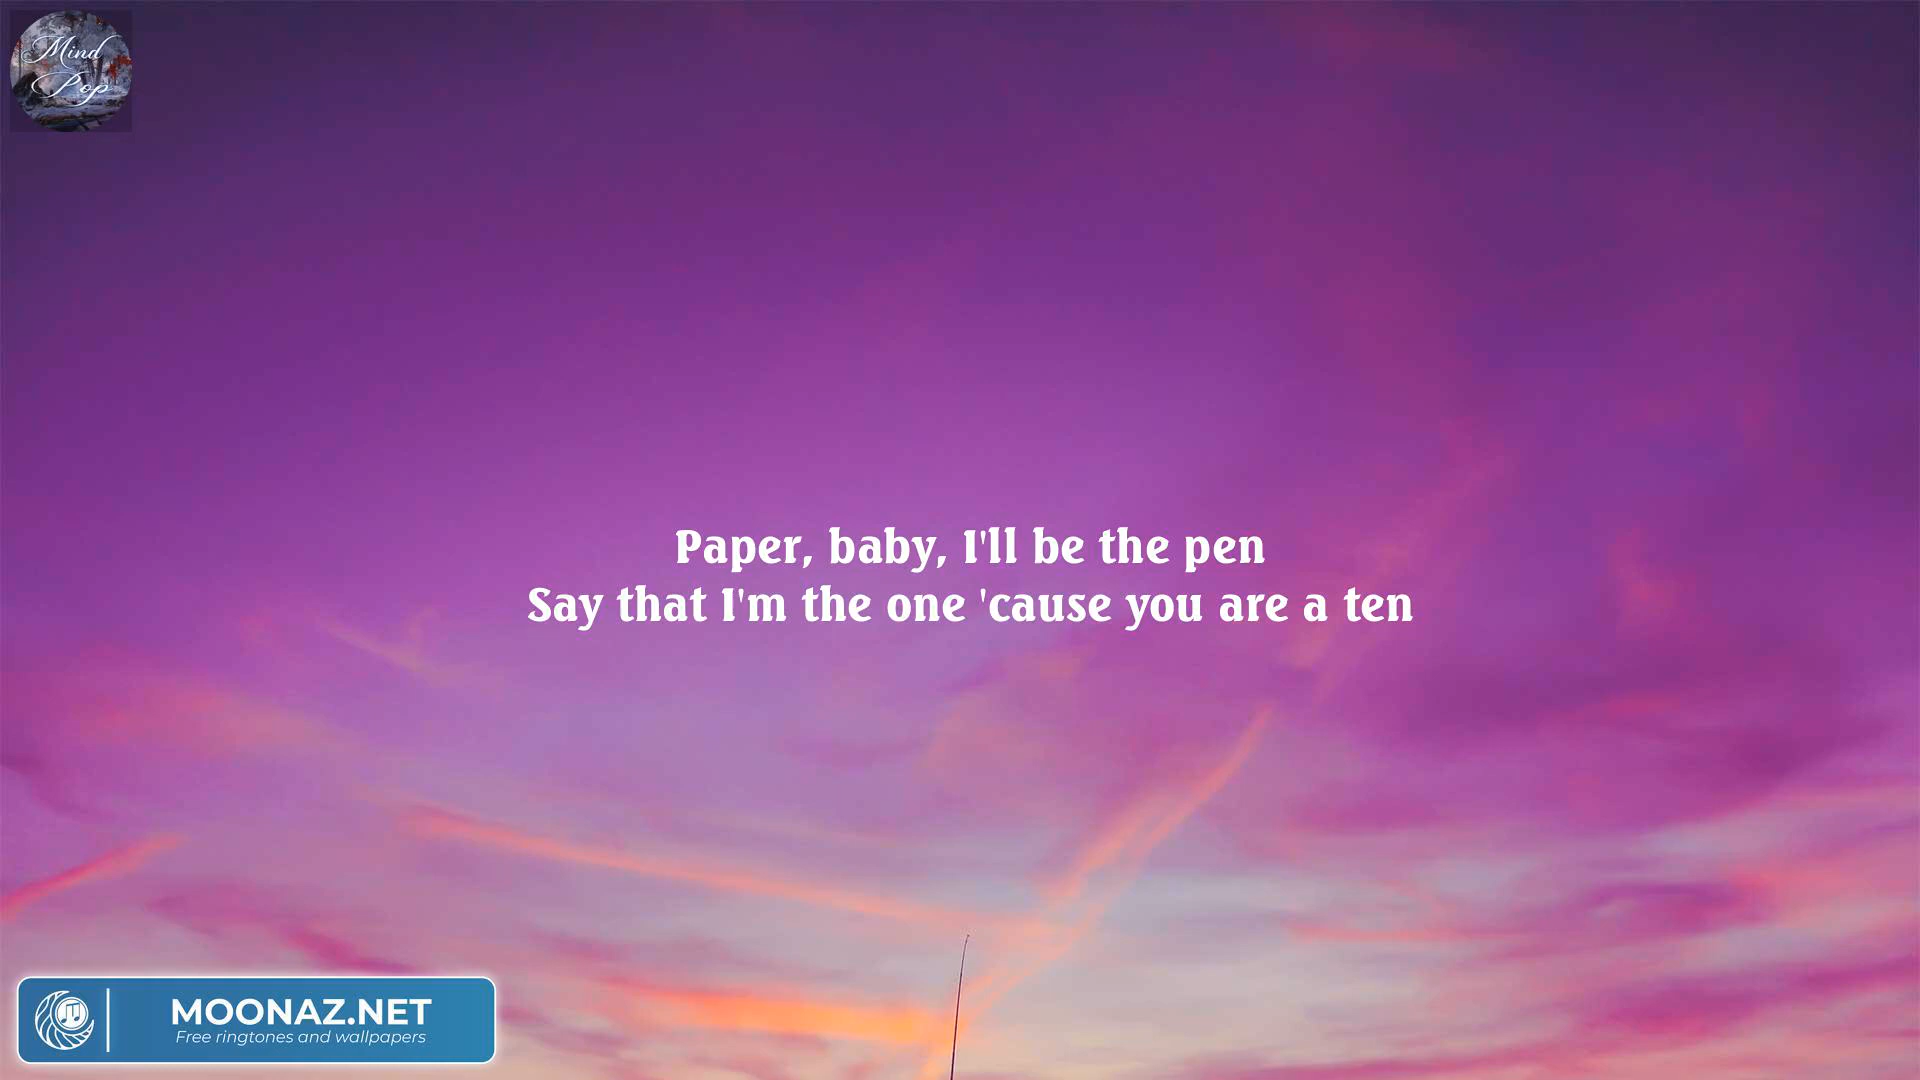 Mind
Pop
Paper, baby, I'll be the pen
Say that I'm the one 'cause you are a ten
MOONAZ.NET
Free ringtones and wallpapers